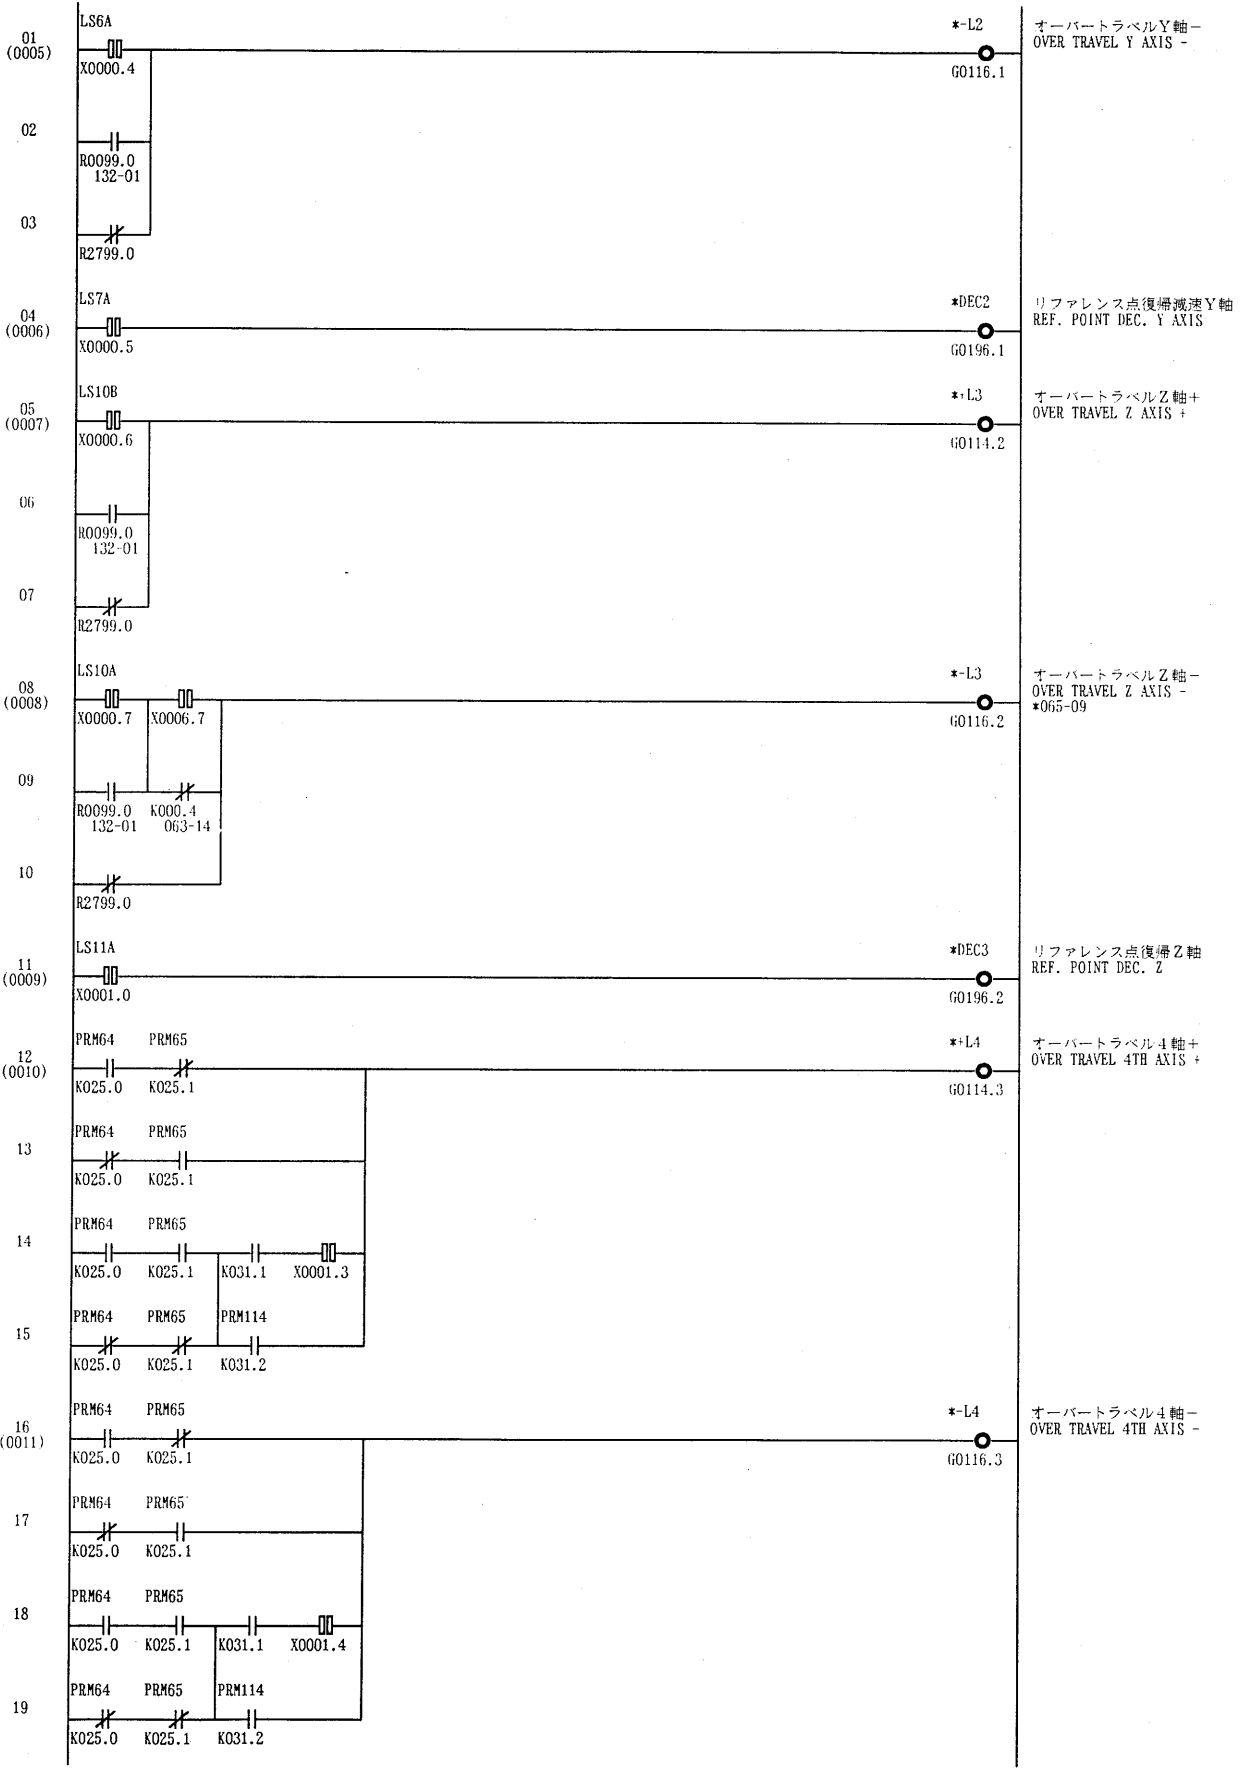 LS6A
*-L2
オーバートラベルY軸－
01
(0005)
OVER TRAVEL Y AXIS -
X0000.4
G0116.1
02
R0099.0
132-01
03
R2799.0
LS7A
*DEC2
リファレンス点復帰減速Y軸
04
(0006)
REF. POINT DEC. Y AXIS
X0000.5
G0196.1
LS10B
*+L3
オーバートラベルZ軸＋
05
(0007)
OVER TRAVEL Z AXIS +
X0000.6
G0114.2
06
R0099.0
132-01
07
R2799.0
LS10A
*-L3
オーバートラベルZ軸－
08
(0008)
OVER TRAVEL Z AXIS -
*065-09
X0000.7 X0006.7
G0116.2
09
R0099.0 K000.4
132-01 063-14
10
R2799.0
LS11A
*DEC3
リファレンス点復帰Z軸
11
(0009)
REF. POINT DEC. Z
X0001.0
G0196.2
PRM64 PRM65
*+L4
オーバートラベル4軸＋
12
(0010)
OVER TRAVEL 4TH AXIS +
K025.0 K025.1
G0114.3
PRM64 PRM65
13
K025.0 K025.1
PRM64 PRM65
14
K025.0 K025.1 K031.1 X0001.3
PRM64 PRM65 PRM114
15
K025.0 K025.1 K031.2
PRM64 PRM65
*-L4
オーバートラベル4軸－
16
(0011)
OVER TRAVEL 4TH AXIS -
K025.0 K025.1
G0116.3
PRM64 PRM65
17
K025.0 K025.1
PRM64 PRM65
18
K025.0 K025.1 K031.1 X0001.4
PRM64 PRM65 PRM114
19
K025.0 K025.1 K031.2